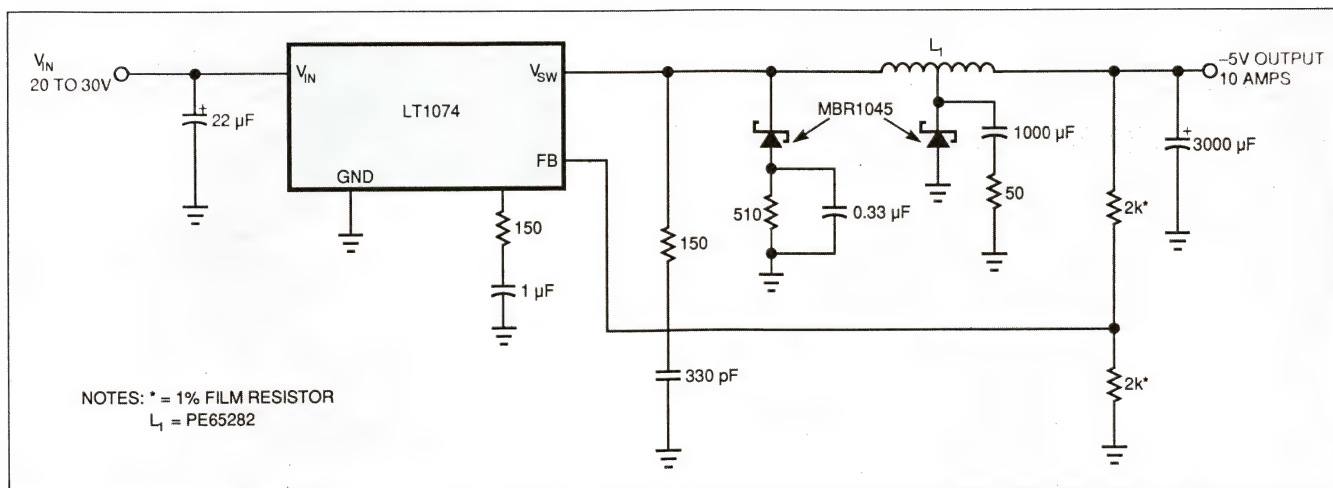 V_IN
20 TO 30V
22 µF
+
V_IN
LT1074
V_SW
FB
GND
150
1 µF
150
330 pF
MBR1045
510
0.33 µF
L₁
1000 µF
50
–5V OUTPUT
10 AMPS
+
3000 µF
2k*
2k*
NOTES: * = 1% FILM RESISTOR
L₁ = PE65282